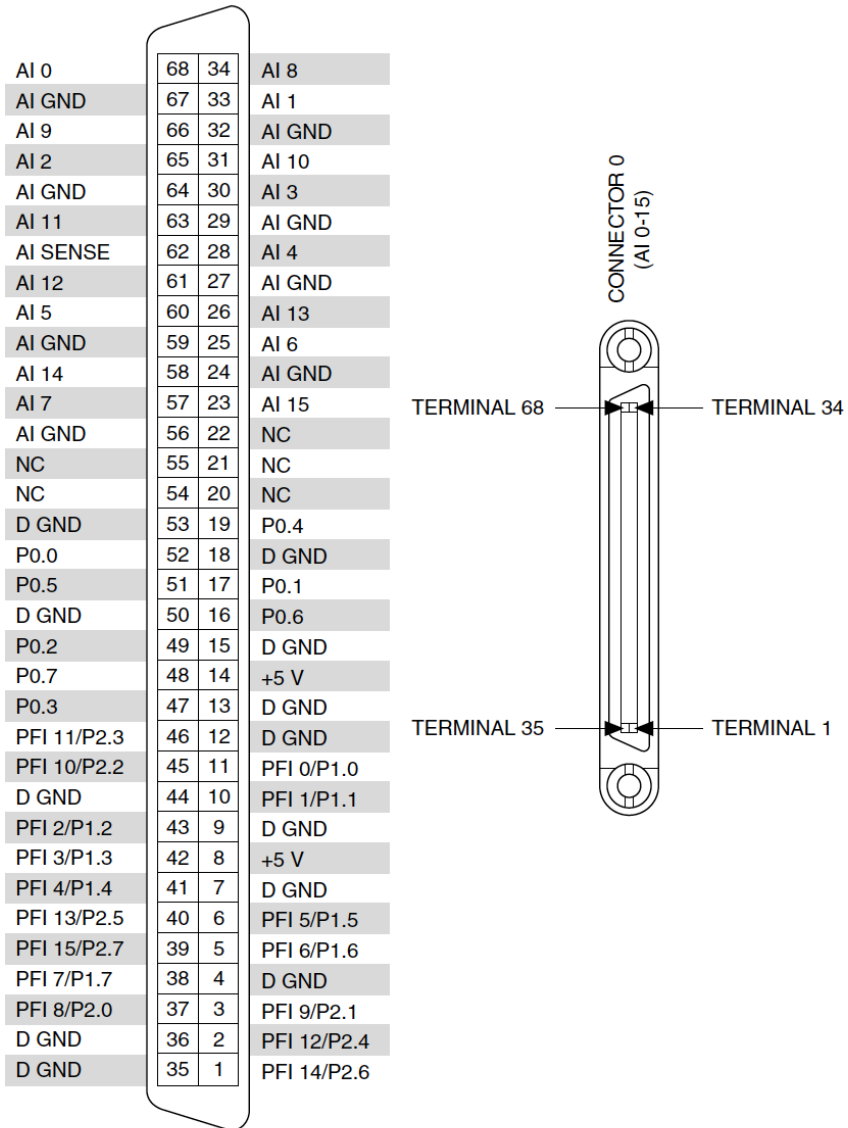 AI 0 68 34 AI 8
AI GND 67 33 AI 1
AI 9 66 32 AI GND
AI 2 65 31 AI 10
AI GND 64 30 AI 3
AI 11 63 29 AI GND
AI SENSE 62 28 AI 4
AI 12 61 27 AI GND
AI 5 60 26 AI 13
AI GND 59 25 AI 6
AI 14 58 24 AI GND
AI 7 57 23 AI 15
AI GND 56 22 NC
NC 55 21 NC
NC 54 20 NC
D GND 53 19 P0.4
P0.0 52 18 D GND
P0.5 51 17 P0.1
D GND 50 16 P0.6
P0.2 49 15 D GND
P0.7 48 14 +5 V
P0.3 47 13 D GND
PFI 11/P2.3 46 12 D GND
PFI 10/P2.2 45 11 PFI 0/P1.0
D GND 44 10 PFI 1/P1.1
PFI 2/P1.2 43 9 D GND
PFI 3/P1.3 42 8 +5 V
PFI 4/P1.4 41 7 D GND
PFI 13/P2.5 40 6 PFI 5/P1.5
PFI 15/P2.7 39 5 PFI 6/P1.6
PFI 7/P1.7 38 4 D GND
PFI 8/P2.0 37 3 PFI 9/P2.1
D GND 36 2 PFI 12/P2.4
D GND 35 1 PFI 14/P2.6
CONNECTOR 0
(AI 0-15)
TERMINAL 68 TERMINAL 34
TERMINAL 35 TERMINAL 1